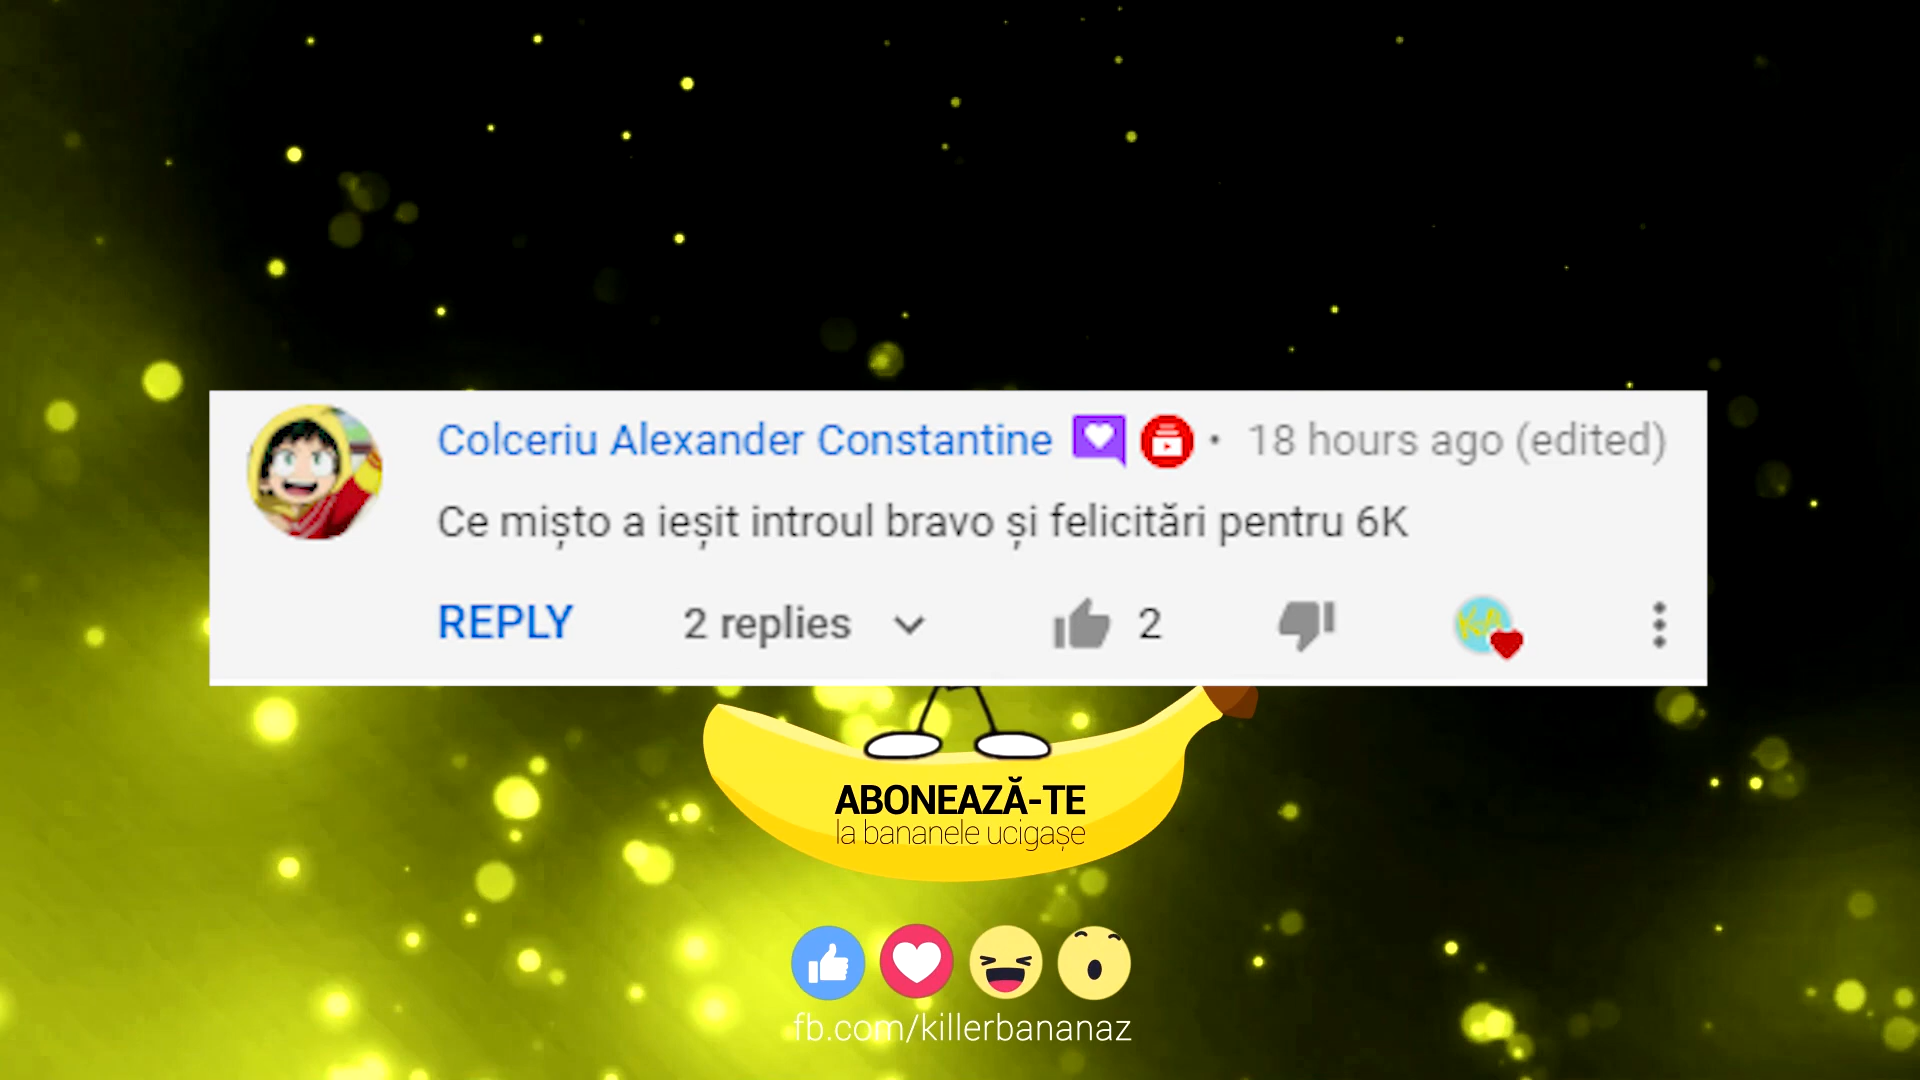 Colceriu Alexander Constantine • 18 hours ago (edited)
Ce mișto a ieșit introul bravo și felicitări pentru 6K
REPLY 2 replies 2
ABONEAZĂ-TE
la bananele ucigașe
fb.com/killerbananaz